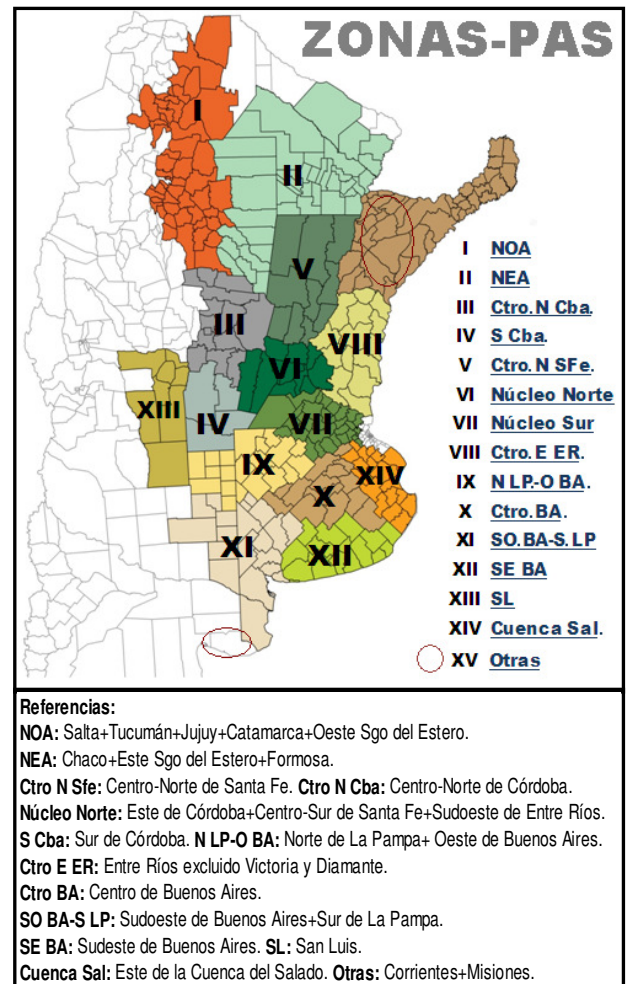 ZONAS-PAS
I
II
V
III
VIII
VI
XIII
IV
VII
IX
XIV
X
XI
XII
I NOA
II NEA
III Ctro.N Cba.
IV S Cba.
V Ctro.N SFe.
VI Núcleo Norte
VII Núcleo Sur
VIII Ctro.E ER.
IX N LP.-O BA.
X Ctro.BA.
XI SO.BA-S.LP
XII SE BA
XIII SL
XIV Cuenca Sal.
XV Otras
Referencias:
NOA: Salta+Tucumán+Jujuy+Catamarca+Oeste Sgo del Estero.
NEA: Chaco+Este Sgo del Estero+Formosa.
Ctro N Sfe: Centro-Norte de Santa Fe. Ctro N Cba: Centro-Norte de Córdoba.
Núcleo Norte: Este de Córdoba+Centro-Sur de Santa Fe+Sudoeste de Entre Ríos.
S Cba: Sur de Córdoba. N LP-O BA: Norte de La Pampa+ Oeste de Buenos Aires.
Ctro E ER: Entre Ríos excluido Victoria y Diamante.
Ctro BA: Centro de Buenos Aires.
SO BA-S LP: Sudoeste de Buenos Aires+Sur de La Pampa.
SE BA: Sudeste de Buenos Aires. SL: San Luis.
Cuenca Sal: Este de la Cuenca del Salado. Otras: Corrientes+Misiones.